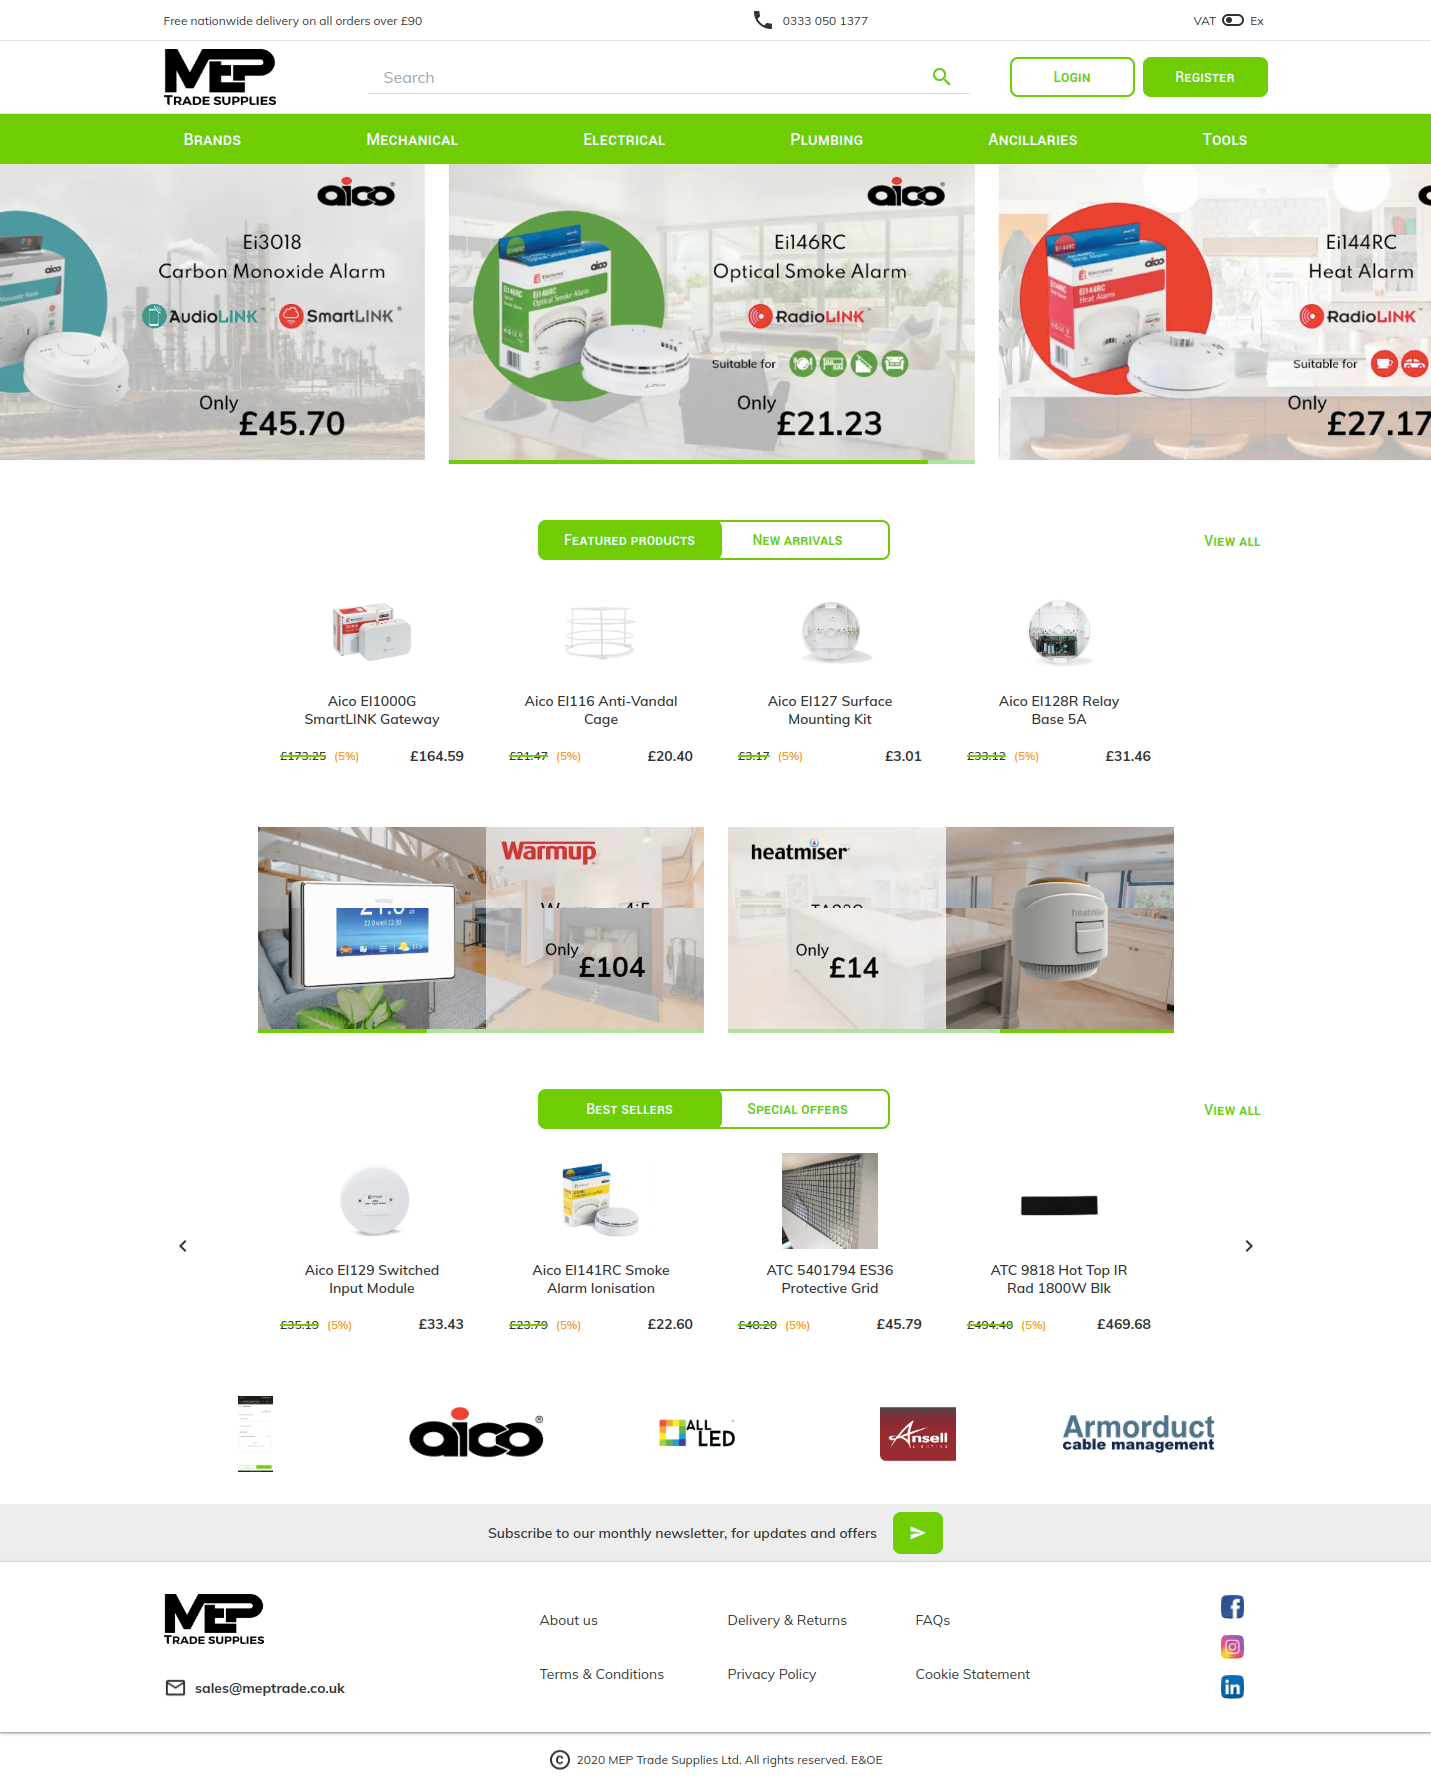 Free nationwide delivery on all orders over £90
0333 050 1377
VAT Ex
MEP
TRADE SUPPLIES
Search
LOGIN
REGISTER
BRANDS
MECHANICAL
ELECTRICAL
PLUMBING
ANCILLARIES
TOOLS
aico
Ei3018
Carbon Monoxide Alarm
AudioLINK SmartLINK
Only
£45.70
aico
Ei146RC
Optical Smoke Alarm
RadioLINK
Suitable for
Only
£21.23
Ei144RC
Heat Alarm
RadioLINK
Suitable for
Only
£27.17
FEATURED PRODUCTS
NEW ARRIVALS
VIEW ALL
Aico EI1000G
SmartLINK Gateway
£173.25 (5%) £164.59
Aico EI116 Anti-Vandal
Cage
£21.47 (5%) £20.40
Aico EI127 Surface
Mounting Kit
£3.17 (5%) £3.01
Aico EI128R Relay
Base 5A
£33.12 (5%) £31.46
Warmup
Only
£104
heatmiser
Only
£14
heatmiser
BEST SELLERS
SPECIAL OFFERS
VIEW ALL
Aico EI129 Switched
Input Module
£35.19 (5%) £33.43
Aico EI141RC Smoke
Alarm Ionisation
£23.79 (5%) £22.60
ATC 5401794 ES36
Protective Grid
£48.20 (5%) £45.79
ATC 9818 Hot Top IR
Rad 1800W Blk
£494.40 (5%) £469.68
aico
ALL
LED
Ansell
LIGHTING
Armorduct
cable management
Subscribe to our monthly newsletter, for updates and offers
MEP
TRADE SUPPLIES
sales@meptrade.co.uk
About us
Delivery & Returns
FAQs
Terms & Conditions
Privacy Policy
Cookie Statement
© 2020 MEP Trade Supplies Ltd. All rights reserved. E&OE